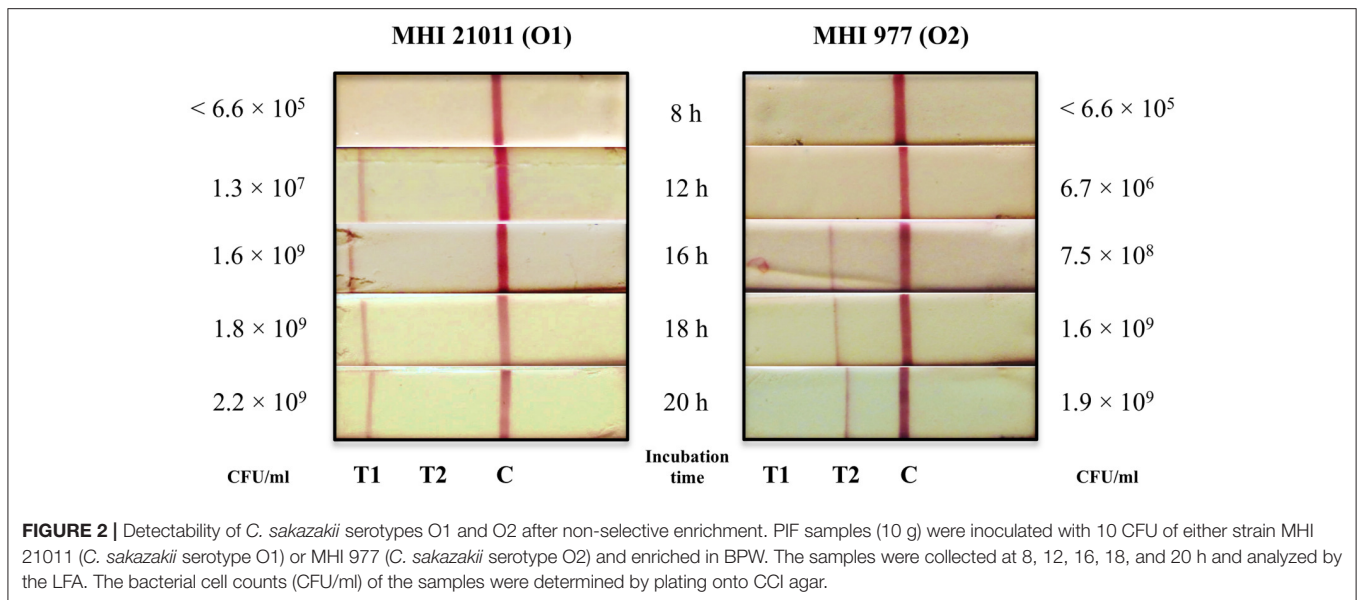 MHI 21011 (O1) MHI 977 (O2)
< 6.6 × 10⁵ 8 h < 6.6 × 10⁵
1.3 × 10⁷ 12 h 6.7 × 10⁶
1.6 × 10⁹ 16 h 7.5 × 10⁸
1.8 × 10⁹ 18 h 1.6 × 10⁹
2.2 × 10⁹ 20 h 1.9 × 10⁹
CFU/ml T1 T2 C Incubation time T1 T2 C CFU/ml
FIGURE 2 | Detectability of C. sakazakii serotypes O1 and O2 after non-selective enrichment. PIF samples (10 g) were inoculated with 10 CFU of either strain MHI
21011 (C. sakazakii serotype O1) or MHI 977 (C. sakazakii serotype O2) and enriched in BPW. The samples were collected at 8, 12, 16, 18, and 20 h and analyzed by
the LFA. The bacterial cell counts (CFU/ml) of the samples were determined by plating onto CCI agar.